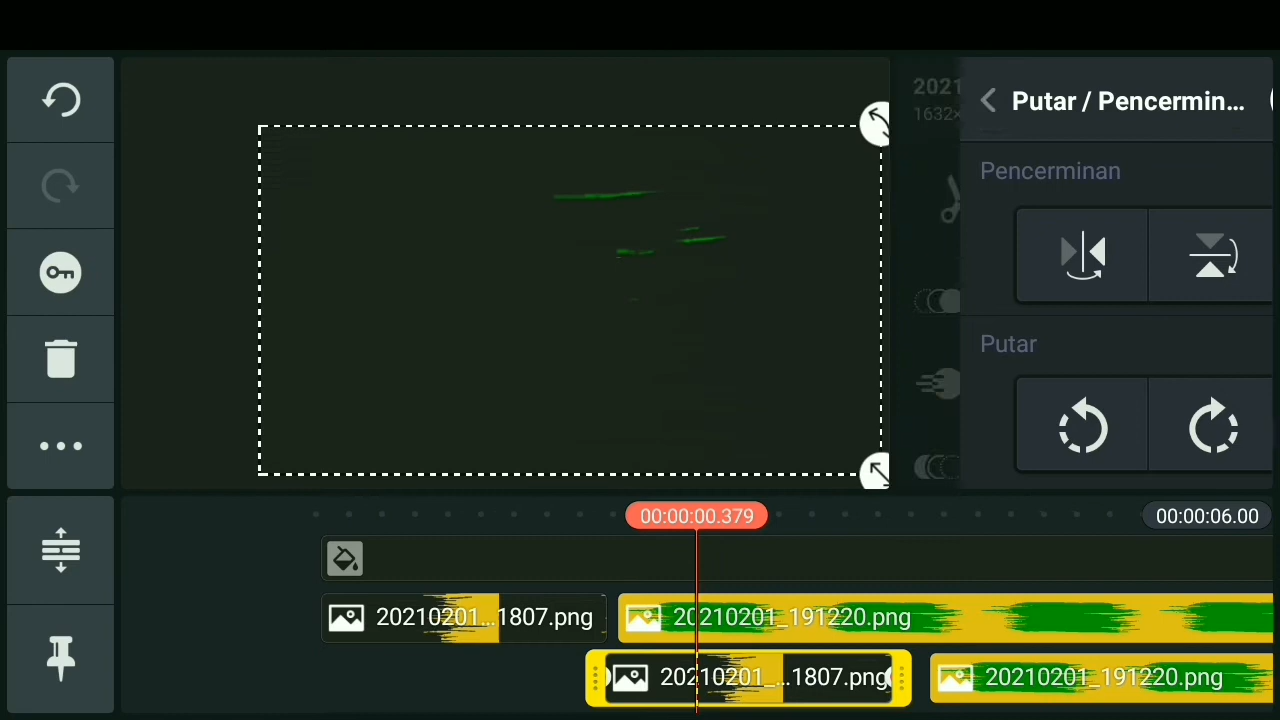 2021
1632×
Putar / Pencermin...
Pencerminan
Putar
00:00:00.379
00:00:06.00
20210201_...1807.png
20210201_191220.png
20210201_...1807.png
20210201_191220.png